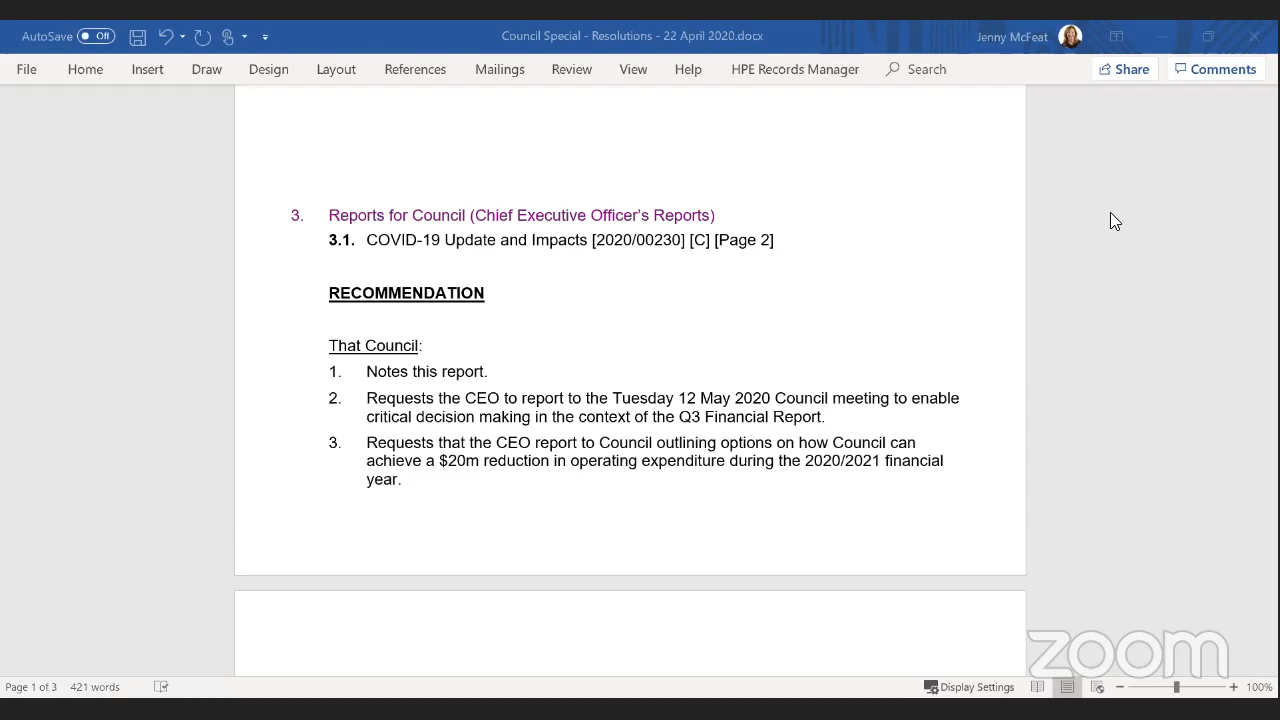 AutoSave Off Council Special - Resolutions - 22 April 2020.docx Jenny McFeat
File Home Insert Draw Design Layout References Mailings Review View Help HPE Records Manager Search Share Comments
3. Reports for Council (Chief Executive Officer's Reports)
3.1. COVID-19 Update and Impacts [2020/00230] [C] [Page 2]
RECOMMENDATION
That Council:
1. Notes this report.
2. Requests the CEO to report to the Tuesday 12 May 2020 Council meeting to enable
critical decision making in the context of the Q3 Financial Report.
3. Requests that the CEO report to Council outlining options on how Council can
achieve a $20m reduction in operating expenditure during the 2020/2021 financial
year.
zoom
Page 1 of 3 421 words Display Settings 100%